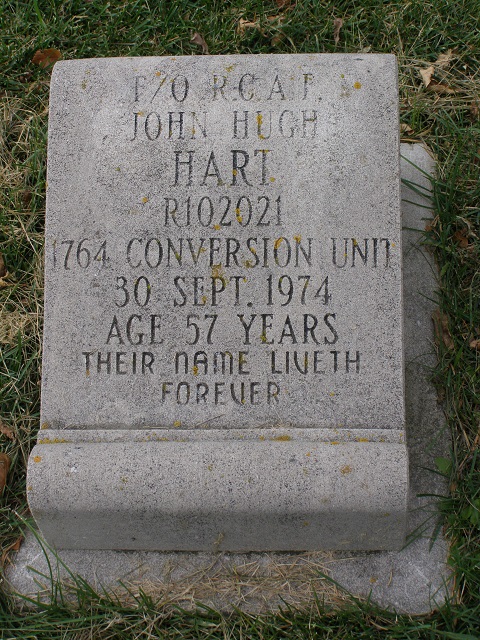 F/O R.C.A.F.
JOHN HUGH
HART
R102021
1764 CONVERSION UNIT
30 SEPT. 1974
AGE 57 YEARS
THEIR NAME LIVETH
FOREVER